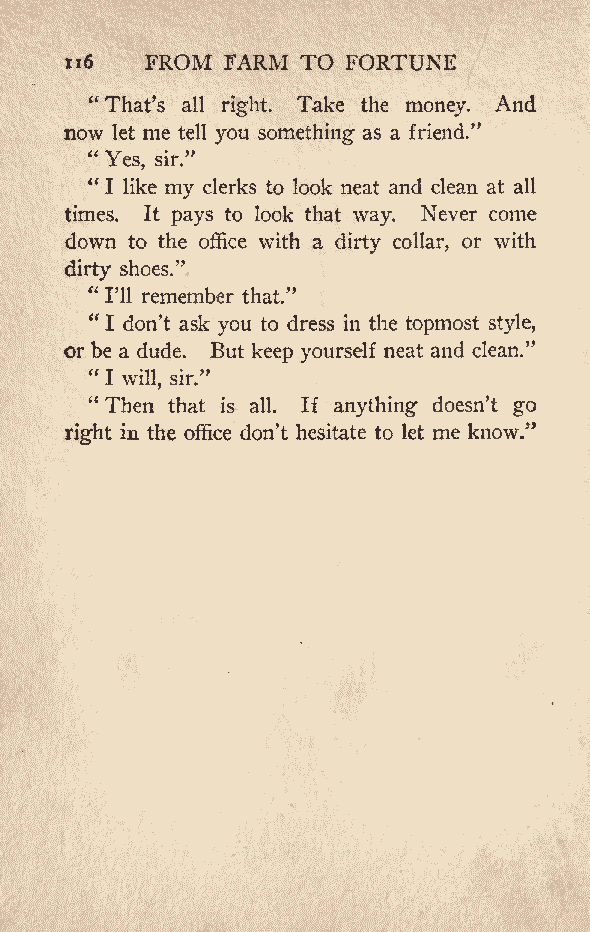 116 FROM FARM TO FORTUNE
“That’s all right. Take the money. And
now let me tell you something as a friend.”
“Yes, sir.”
“I like my clerks to look neat and clean at all
times. It pays to look that way. Never come
down to the office with a dirty collar, or with
dirty shoes.”
“I’ll remember that.”
“I don’t ask you to dress in the topmost style,
or be a dude. But keep yourself neat and clean.”
“I will, sir.”
“Then that is all. If anything doesn’t go
right in the office don’t hesitate to let me know.”